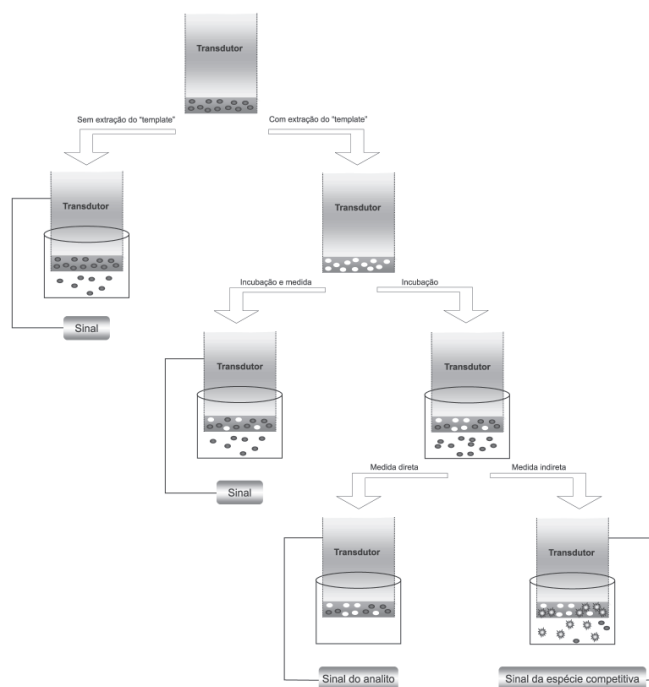 Transdutor
Sem extração do "template"
Com extração do "template"
Transdutor
Transdutor
Sinal
Incubação e medida
Incubação
Transdutor
Transdutor
Sinal
Medida direta
Medida indireta
Transdutor
Transdutor
Sinal do analito
Sinal da espécie competitiva